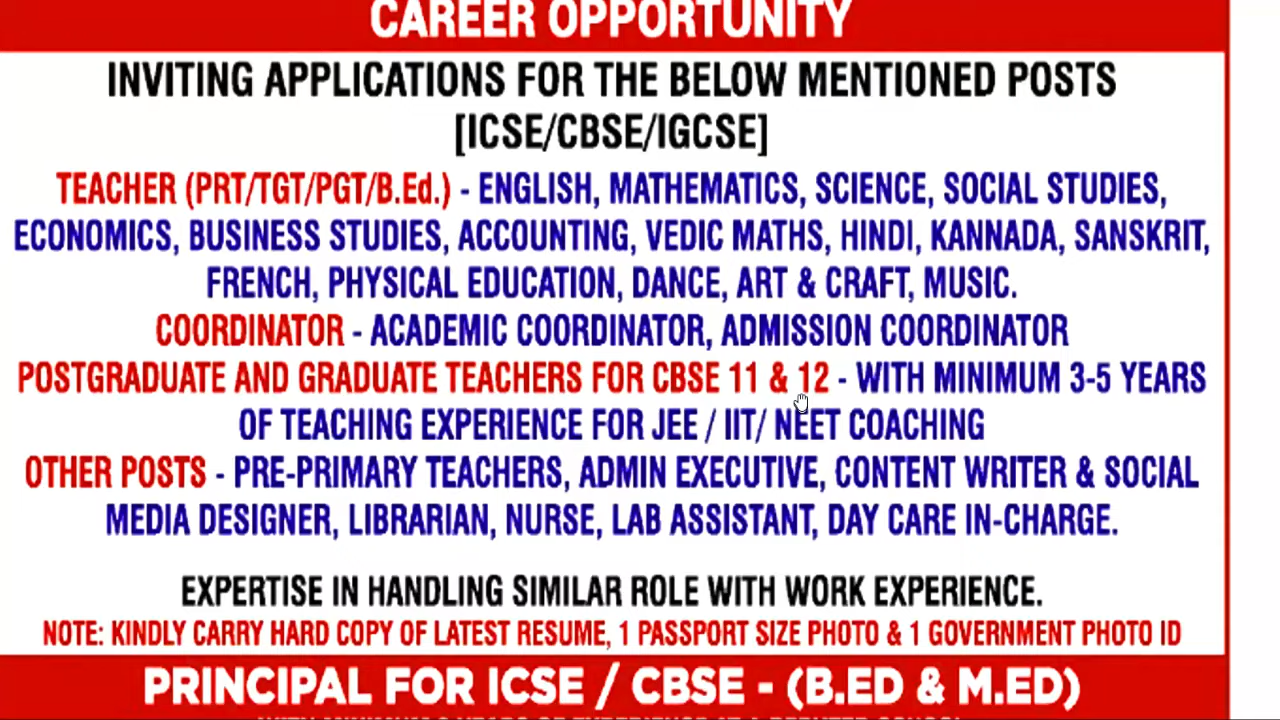 CAREER OPPORTUNITY
INVITING APPLICATIONS FOR THE BELOW MENTIONED POSTS
[ICSE/CBSE/IGCSE]
TEACHER (PRT/TGT/PGT/B.Ed.) - ENGLISH, MATHEMATICS, SCIENCE, SOCIAL STUDIES,
ECONOMICS, BUSINESS STUDIES, ACCOUNTING, VEDIC MATHS, HINDI, KANNADA, SANSKRIT,
FRENCH, PHYSICAL EDUCATION, DANCE, ART & CRAFT, MUSIC.
COORDINATOR - ACADEMIC COORDINATOR, ADMISSION COORDINATOR
POSTGRADUATE AND GRADUATE TEACHERS FOR CBSE 11 & 12 - WITH MINIMUM 3-5 YEARS
OF TEACHING EXPERIENCE FOR JEE / IIT/ NEET COACHING
OTHER POSTS - PRE-PRIMARY TEACHERS, ADMIN EXECUTIVE, CONTENT WRITER & SOCIAL
MEDIA DESIGNER, LIBRARIAN, NURSE, LAB ASSISTANT, DAY CARE IN-CHARGE.
EXPERTISE IN HANDLING SIMILAR ROLE WITH WORK EXPERIENCE.
NOTE: KINDLY CARRY HARD COPY OF LATEST RESUME, 1 PASSPORT SIZE PHOTO & 1 GOVERNMENT PHOTO ID
PRINCIPAL FOR ICSE / CBSE - (B.ED & M.ED)